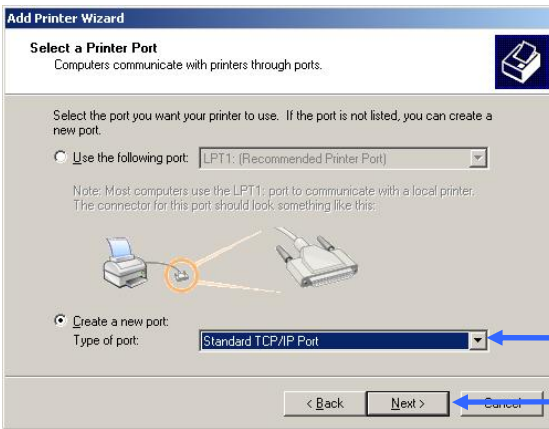 Add Printer Wizard
Select a Printer Port
Computers communicate with printers through ports.
Select the port you want your printer to use. If the port is not listed, you can create a
new port.
Use the following port: LPT1: (Recommended Printer Port)
Note: Most computers use the LPT1: port to communicate with a local printer.
The connector for this port should look something like this:
Create a new port:
Type of port: Standard TCP/IP Port
< Back Next > Cancel